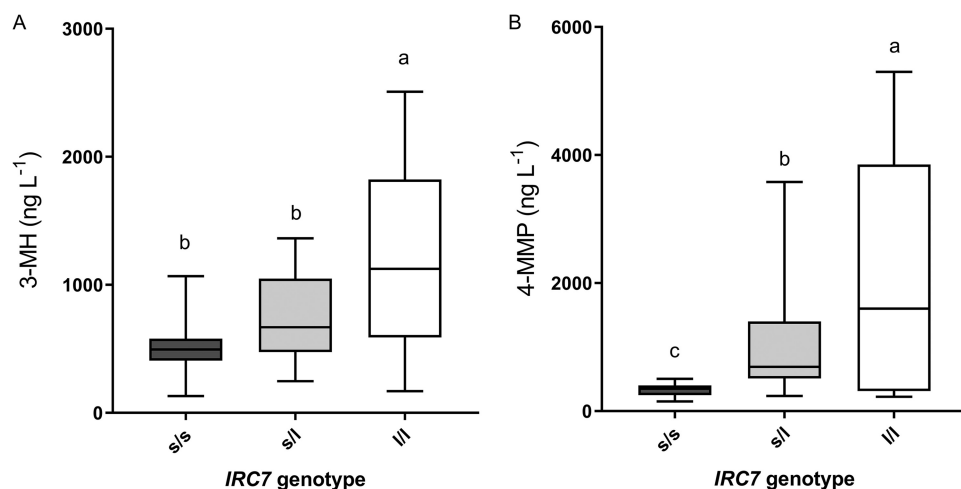 A
3000
2000
1000
0
3-MH (ng L⁻¹)
b
b
a
s/s
s/l
l/l
IRC7 genotype
B
6000
4000
2000
0
4-MMP (ng L⁻¹)
c
b
a
s/s
s/l
l/l
IRC7 genotype